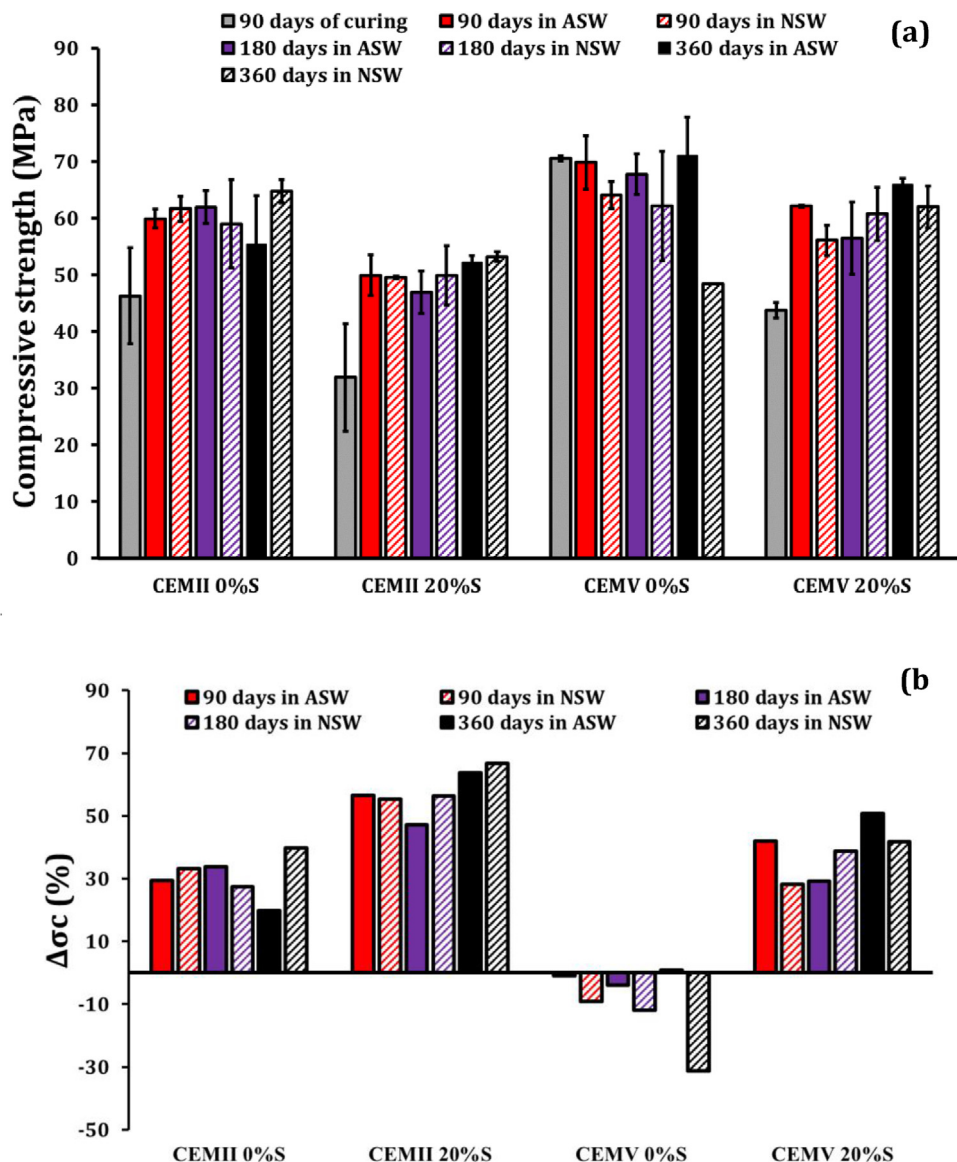 90 days of curing 90 days in ASW 90 days in NSW
180 days in ASW 180 days in NSW 360 days in ASW
360 days in NSW
(a)
Compressive strength (MPa)
90
80
70
60
50
40
30
20
10
0
CEMII 0%S CEMII 20%S CEMV 0%S CEMV 20%S
(b
90 days in ASW 90 days in NSW 180 days in ASW
180 days in NSW 360 days in ASW 360 days in NSW
Δσc (%)
90
70
50
30
10
-10
-30
-50
CEMII 0%S CEMII 20%S CEMV 0%S CEMV 20%S